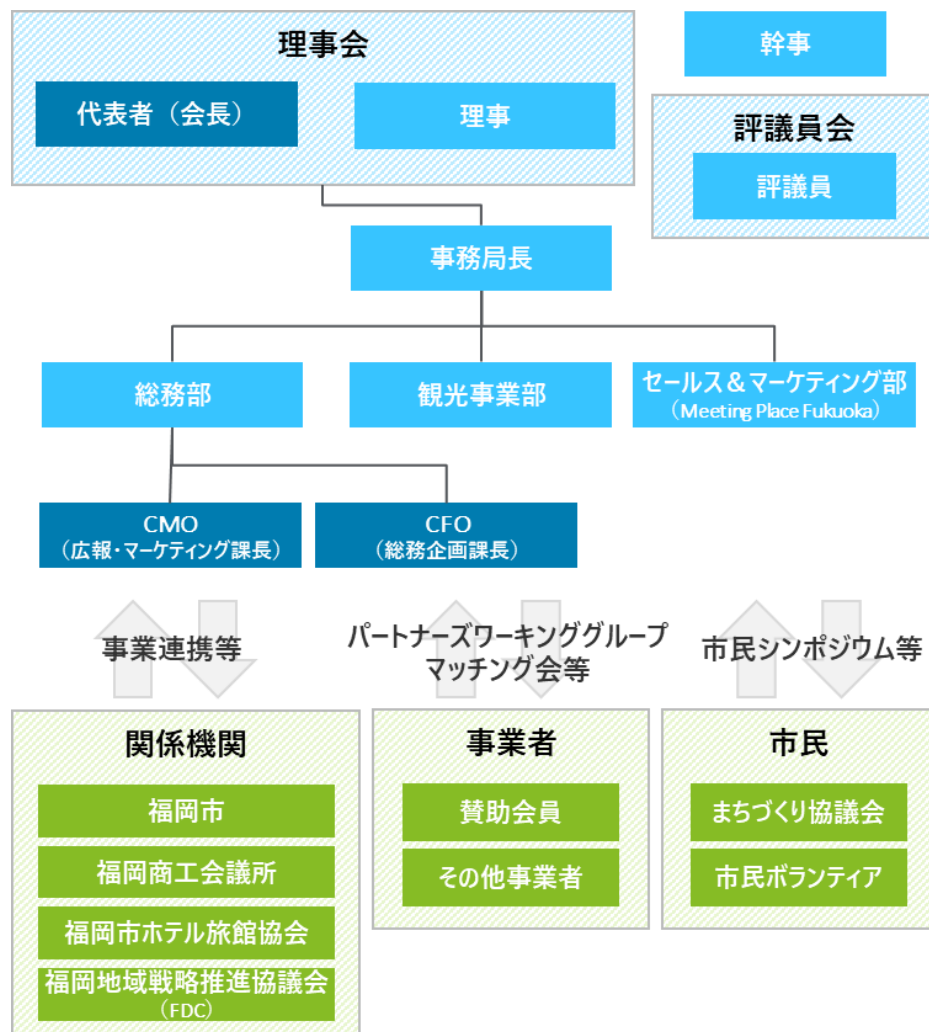 理事会
代表者（会長）
理事
幹事
評議員会
評議員
事務局長
総務部
観光事業部
セールス＆マーケティング部
（Meeting Place Fukuoka）
CMO
（広報・マーケティング課長）
CFO
（総務企画課長）
事業連携等
パートナーズワーキンググループ
マッチング会等
市民シンポジウム等
関係機関
福岡市
福岡商工会議所
福岡市ホテル旅館協会
福岡地域戦略推進協議会
（FDC）
事業者
賛助会員
その他事業者
市民
まちづくり協議会
市民ボランティア